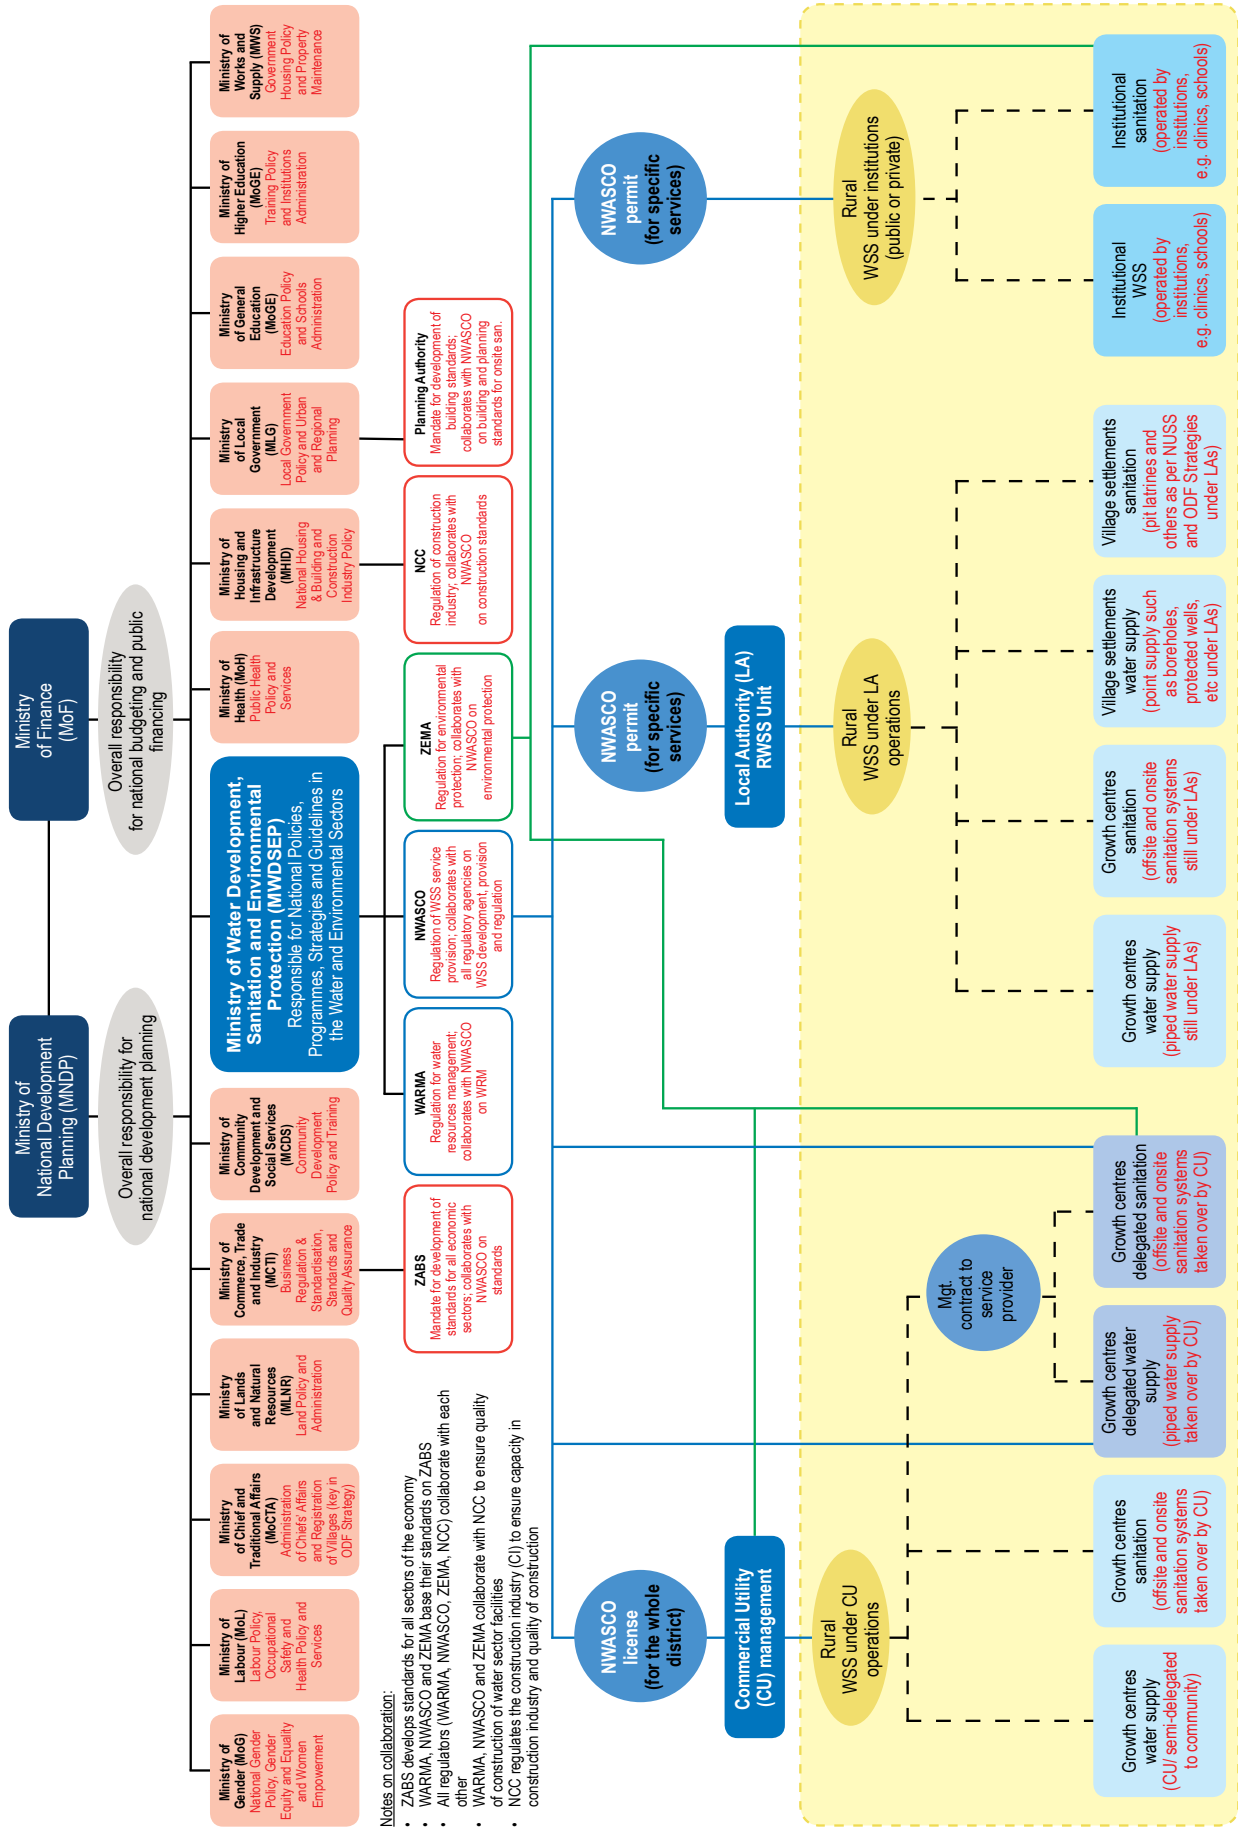 Ministry of
National Development
Planning (MNDP)
Ministry
of Finance
(MoF)
Overall responsibility for
national development planning
Overall responsibility
for national budgeting and public
financing
Ministry of
Gender (MoG)
National Gender
Policy, Gender
Equity and Equality
and Women
Empowerment
Ministry of
Labour (MoL)
Labour Policy,
Occupational
Safety and
Health Policy and
Services
Ministry
of Chief and
Traditional Affairs
(MoCTA)
Administration
of Chiefs' Affairs
and Registration
of Villages (key in
ODF Strategy)
Ministry
of Lands
and Natural
Resources
(MLNR)
Land Policy and
Administration
Ministry of
Commerce, Trade
and Industry
(MCTI)
Business
Regulation &
Standardisation,
Standards and
Quality Assurance
Ministry of
Community
Development and
Social Services
(MCDS)
Community
Development
Policy and Training
Ministry of Water Development,
Sanitation and Environmental
Protection (MWDSEP)
Responsible for National Policies,
Programmes, Strategies and Guidelines in
the Water and Environmental Sectors
Ministry of
Health (MoH)
Public Health
Policy and
Services
Ministry of
Housing and
Infrastructure
Development
(MHID)
National Housing
& Building and
Construction
Industry Policy
Ministry
of Local
Government
(MLG)
Local Government
Policy and Urban
and Regional
Planning
Ministry
of General
Education
(MoGE)
Education Policy
and Schools
Administration
Ministry of
Higher Education
(MoGE)
Training Policy
and Institutions
Administration
Ministry of
Works and
Supply (MWS)
Government
Housing Policy
and Property
Maintenance
ZABS
Mandate for development of
standards for all economic
sectors; collaborates with
NWASCO on
standards
WARMA
Regulation for water
resources management;
collaborates with NWASCO
on WRM
NWASCO
Regulation of WSS service
provision; collaborates with
all regulatory agencies on
WSS development, provision
and regulation
ZEMA
Regulation for enviromental
protection; collaborates with
NWASCO on
environmental protection
NCC
Regulation of construction
industry; collaborates with
NWASCO
on construction standards
Planning Authority
Mandate for development of
building standards;
collaborates with NWASCO
on building and planning
standards for onsite san.
Notes on collaboration:
• ZABS develops standards for all sectors of the economy
• WARMA, NWASCO and ZEMA base their standards on ZABS
• All regulators (WARMA, NWASCO, ZEMA, NCC) collaborate with each
other
• WARMA, NWASCO and ZEMA collaborate with NCC to ensure quality
of construction of water sector facilities
• NCC regulates the construction industry (CI) to ensure capacity in
construction industry and quality of construction
NWASCO
license
(for the whole
district)
NWASCO
permit
(for specific
services)
NWASCO
permit
(for specific
services)
Commercial Utility
(CU) management
Local Authority (LA)
RWSS Unit
Rural
WSS under CU
operations
Mgt.
contract to
service
provider
Rural
WSS under LA
operations
Rural
WSS under institutions
(public or private)
Growth centres
water supply
(CU/ semi-delegated
to community)
Growth centres
sanitation
(offsite and onsite
sanitation systems
taken over by CU)
Growth centres
delegated water
supply
(piped water supply
taken over by CU)
Growth centres
delegated sanitation
(offsite and onsite
sanitation systems
taken over by CU)
Growth centres
water supply
(piped water supply
still under LAs)
Growth centres
sanitation
(offsite and onsite
sanitation systems
still under LAs)
Village settlements
water supply
(point supply such
as boreholes,
protected wells,
etc under LAs)
Village settlements
sanitation
(pit latrines and
others as per NUSS
and ODF Strategies
under LAs)
Institutional
WSS
(operated by
institutions,
e.g. clinics, schools)
Institutional
sanitation
(operated by
institutions,
e.g. clinics, schools)